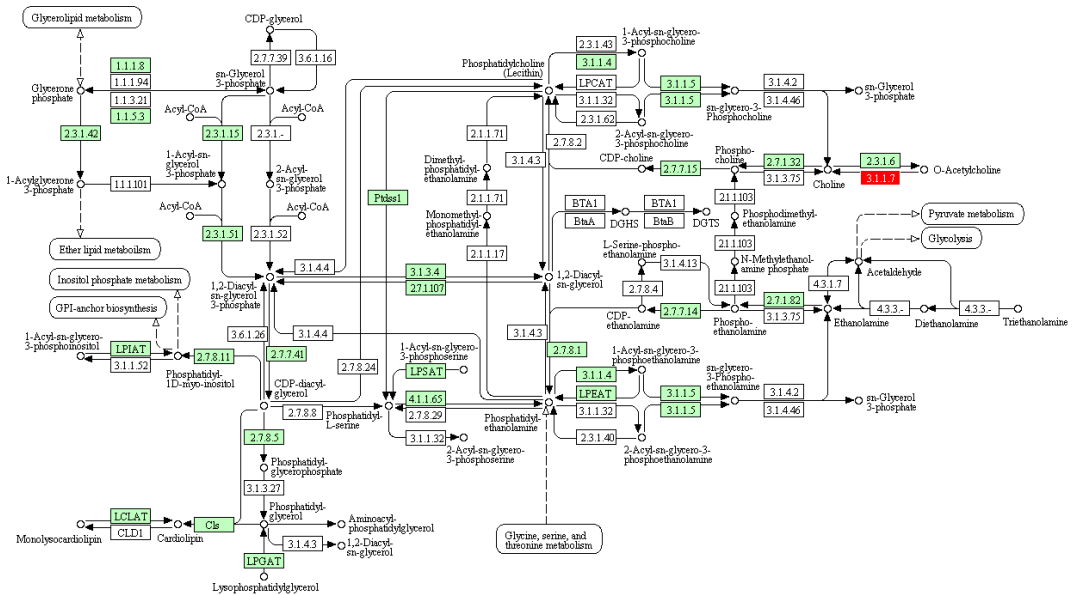 Glycerolipid metabolism
CDP-glycerol
2.7.7.39
3.6.1.16
1.1.1.8
1.1.1.94
1.1.3.21
1.1.5.3
Glycerone
phosphate
sn-Glycerol
3-phosphate
Acyl-CoA
Acyl-CoA
2.3.1.42
2.3.1.15
2.3.1.-
1-Acyl-sn-
glycerol
3-phosphate
2-Acyl-
sn-glycerol
3-phosphate
1-Acylglycerone
3-phosphate
1.1.1.101
Acyl-CoA
Acyl-CoA
2.3.1.51
2.3.1.52
Ether lipid metaboilsm
Inositol phosphate metabolism
GPI-anchor biosynthesis
1,2-Diacyl-
sn-glycerol
3-phosphate
3.1.4.4
3.1.3.4
2.7.1.107
1,2-Diacyl-
sn-glycerol
3.6.1.26
2.7.7.41
3.1.4.4
1-Acyl-sn-glycero-
3-phosphoinositol
LPIAT
3.1.1.52
2.7.8.11
Phosphatidyl-
1D-myo-inositol
CDP-diacyl-
glycerol
2.7.8.24
2.7.8.8
Phosphatidyl-
L-serine
1-Acyl-sn-glycero-
3-phosphoserine
LPSAT
4.1.1.65
2.7.8.29
3.1.1.32
2-Acyl-sn-glycero-
3-phosphoserine
Phosphatidyl-
ethanolamine
2.7.8.5
Phosphatidyl-
glycerophosphate
3.1.3.27
Phosphatidyl-
glycerol
LCLAT
CLD1
Monolysocardiolipin
Cardiolipin
Cls
Aminoacyl-
phosphatidylglycerol
3.1.4.3
1,2-Diacyl-
sn-glycerol
LPGAT
Lysophosphatidylglycerol
Glycine, serine, and
threonine metabolism
Phosphatidylcholine
(Lecithin)
2.3.1.43
3.1.1.4
LPCAT
3.1.1.32
2.3.1.62
1-Acyl-sn-glycero-
3-phosphocholine
2-Acyl-sn-glycero-
3-phosphocholine
3.1.1.5
3.1.1.5
sn-glycero-3-
Phosphocholine
3.1.4.2
3.1.4.46
sn-Glycerol
3-phosphate
2.1.1.71
Dimethyl-
phosphatidyl-
ethanolamine
2.1.1.71
Monomethyl-
phosphatidyl-
ethanolamine
2.1.1.17
Ptdss1
3.1.4.3
2.7.8.2
CDP-choline
2.7.7.15
Phospho-
choline
2.7.1.32
3.1.3.75
Choline
2.3.1.6
3.1.1.7
O-Acetylcholine
BTA1
BtaA
DGHS
BTA1
BtaB
DGTS
2.1.1.103
Phosphodimethyl-
ethanolamine
2.1.1.103
N-Methylethanol-
amine phosphate
2.1.1.103
Pyruvate metabolism
Glycolysis
Acetaldehyde
L-Serine-phospho-
ethanolamine
3.1.4.13
2.7.8.4
CDP-
ethanolamine
2.7.7.14
Phospho-
ethanolamine
2.7.1.82
3.1.3.75
4.3.1.7
Ethanolamine
4.3.3.-
Diethanolamine
4.3.3.-
Triethanolamine
3.1.4.3
2.7.8.1
1-Acyl-sn-glycero-3-
phosphoethanolamine
3.1.1.4
LPEAT
3.1.1.32
2.3.1.40
2-Acyl-sn-glycero-3-
phosphoethanolamine
3.1.1.5
3.1.1.5
sn-glycero-
3-Phospho-
ethanolamine
3.1.4.2
3.1.4.46
sn-Glycerol
3-phosphate